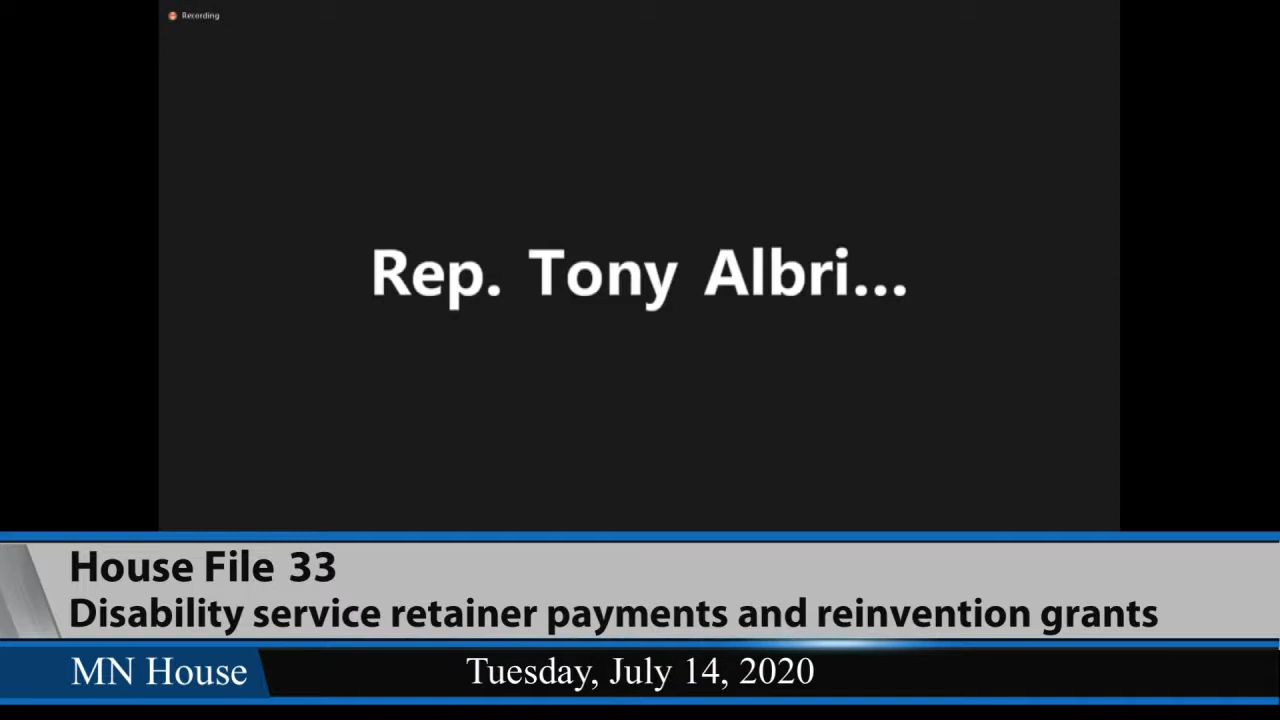 Recording
Rep. Tony Albri...
House File 33
Disability service retainer payments and reinvention grants
MN House
Tuesday, July 14, 2020